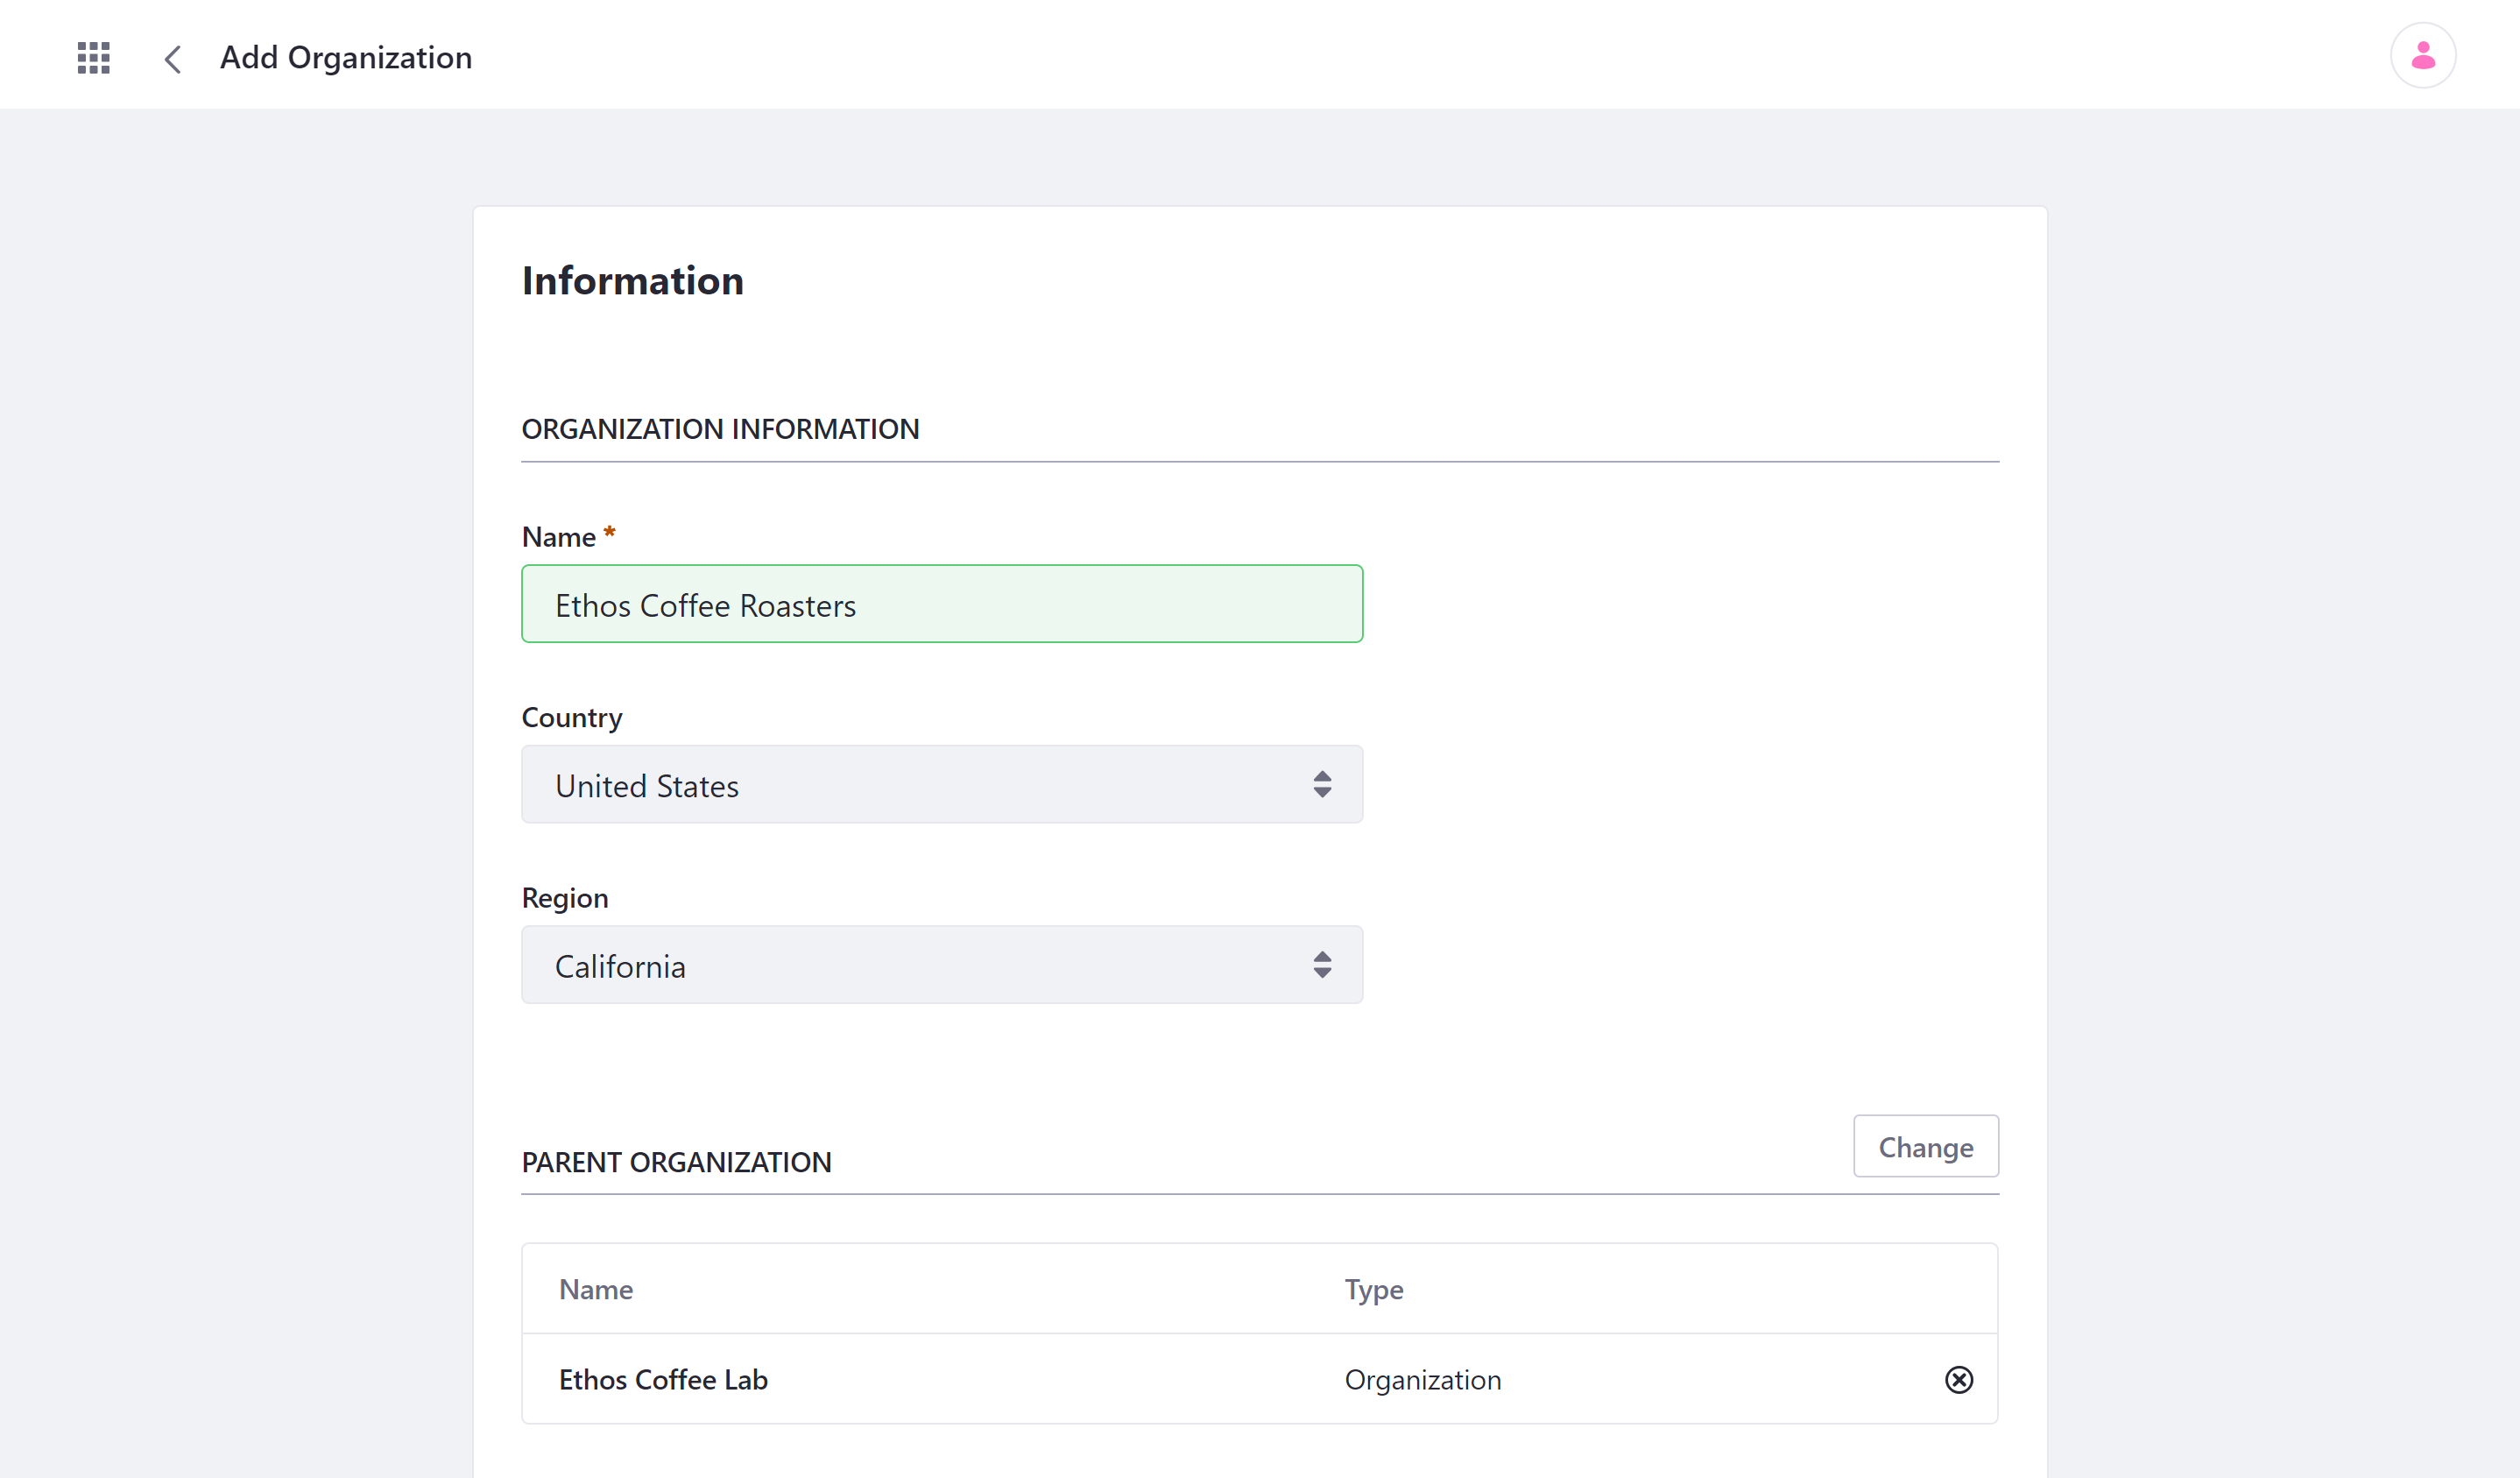 Add Organization
Information
ORGANIZATION INFORMATION
Name *
Ethos Coffee Roasters
Country
United States
Region
California
PARENT ORGANIZATION
Change
Name Type
Ethos Coffee Lab Organization